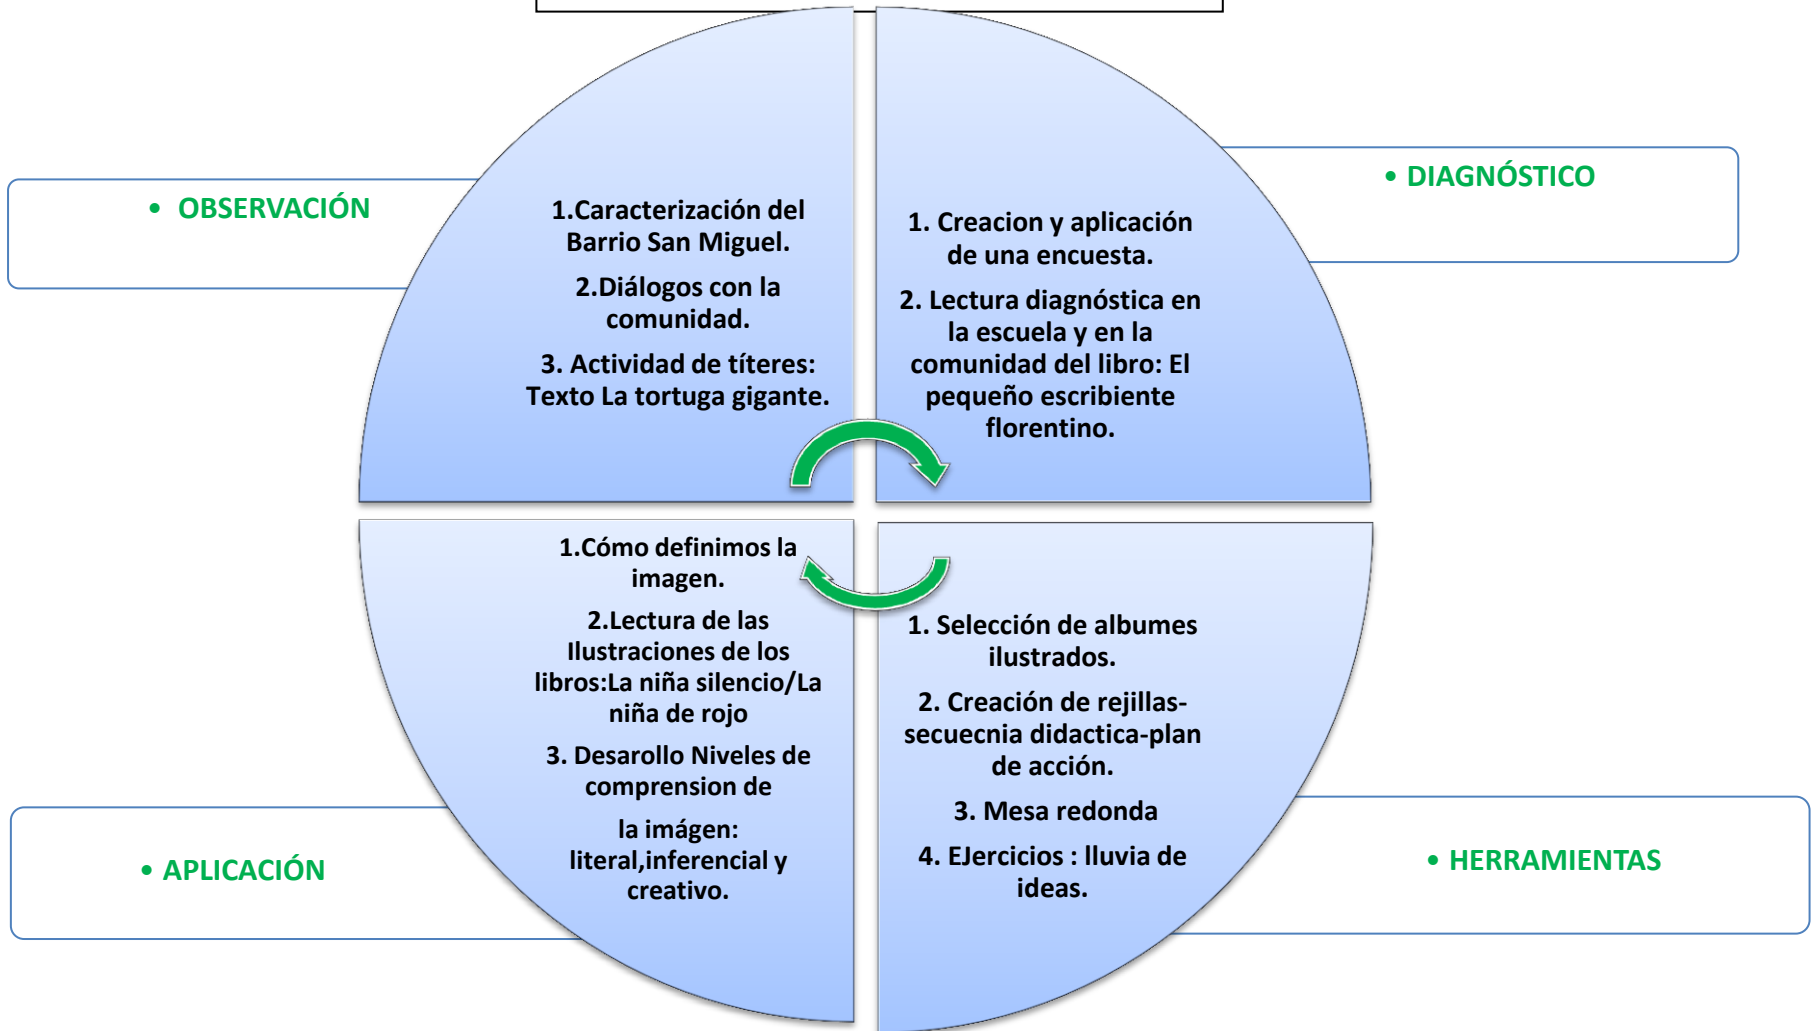 • OBSERVACIÓN
1.Caracterización del
Barrio San Miguel.
2.Diálogos con la
comunidad.
3. Actividad de títeres:
Texto La tortuga gigante.
• DIAGNÓSTICO
1. Creacion y aplicación
de una encuesta.
2. Lectura diagnóstica en
la escuela y en la
comunidad del libro: El
pequeño escribiente
florentino.
• APLICACIÓN
1.Cómo definimos la
imagen.
2.Lectura de las
Ilustraciones de los
libros:La niña silencio/La
niña de rojo
3. Desarollo Niveles de
comprension de
la imágen:
literal,inferencial y
creativo.
• HERRAMIENTAS
1. Selección de albumes
ilustrados.
2. Creación de rejillas-
secuecnia didactica-plan
de acción.
3. Mesa redonda
4. EJercicios : lluvia de
ideas.